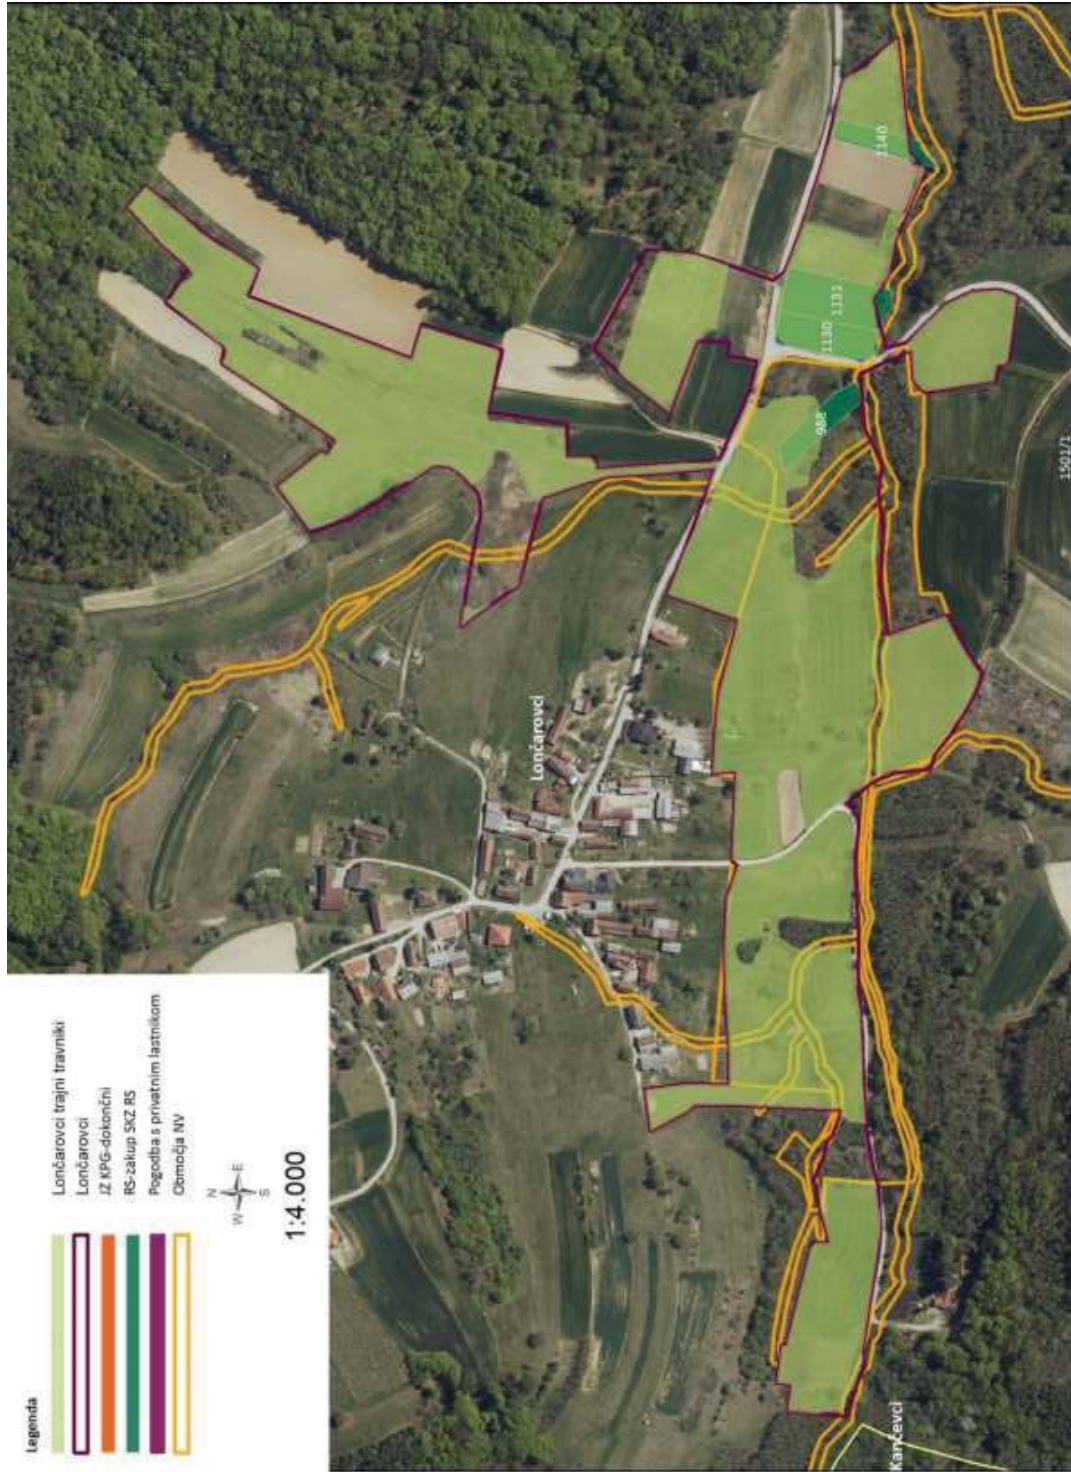 Legenda
Lončarovci trajni travniki
Lončarovci
JZ KPG-dokončni
RS-zakup SKZ RS
Pogodba s privatnim lastnikom
Območja NV
N
W E
S
1:4.000
Lončarovci
Kančevci
988
1130
1131
1140
1501/1